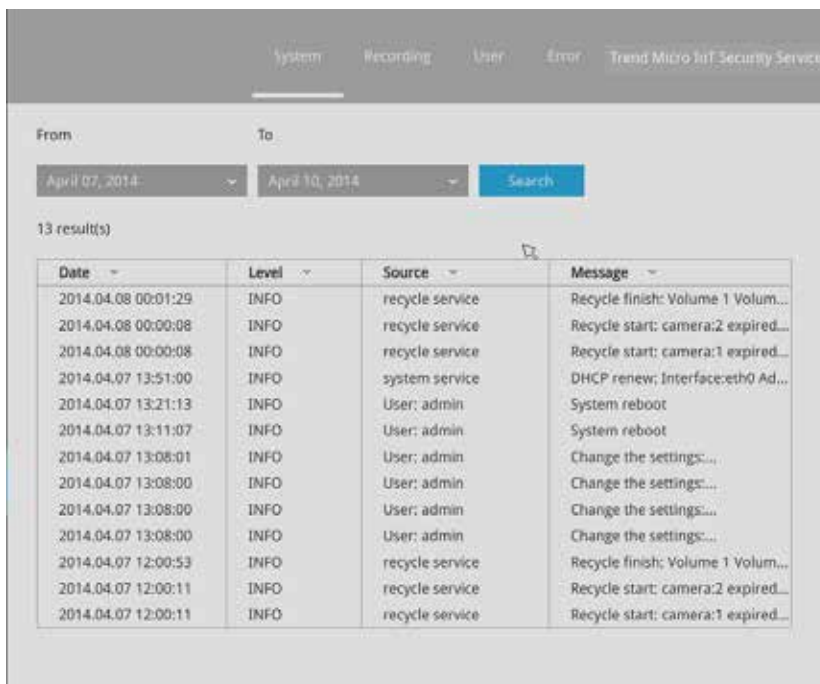 System Recording User Error Trend Micro IoT Security Service
From To
April 07, 2014 April 10, 2014 Search
13 result(s)
Date Level Source Message
2014.04.08 00:01:29 INFO recycle service Recycle finish: Volume 1 Volum...
2014.04.08 00:00:08 INFO recycle service Recycle start: camera:2 expired...
2014.04.08 00:00:08 INFO recycle service Recycle start: camera:1 expired...
2014.04.07 13:51:00 INFO system service DHCP renew: Interface:eth0 Ad...
2014.04.07 13:21:13 INFO User: admin System reboot
2014.04.07 13:11:07 INFO User: admin System reboot
2014.04.07 13:08:01 INFO User: admin Change the settings:...
2014.04.07 13:08:00 INFO User: admin Change the settings:...
2014.04.07 13:08:00 INFO User: admin Change the settings:...
2014.04.07 13:08:00 INFO User: admin Change the settings:...
2014.04.07 12:00:53 INFO recycle service Recycle finish: Volume 1 Volum...
2014.04.07 12:00:11 INFO recycle service Recycle start: camera:2 expired...
2014.04.07 12:00:11 INFO recycle service Recycle start: camera:1 expired...